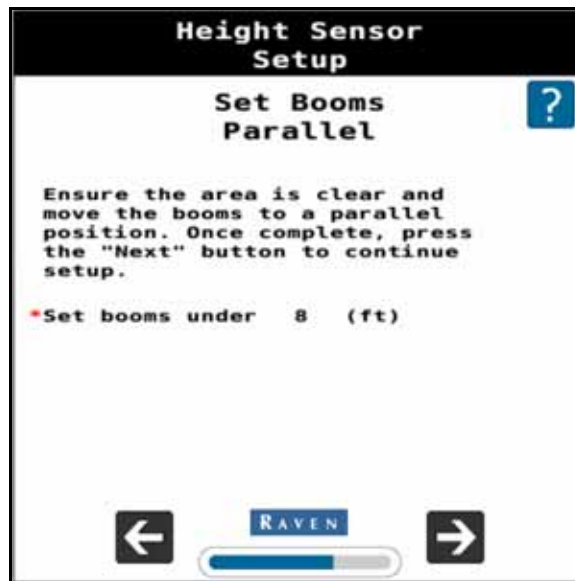 Height Sensor
Setup
Set Booms
Parallel
?
Ensure the area is clear and
move the booms to a parallel
position. Once complete, press
the "Next" button to continue
setup.
*Set booms under 8 (ft)
RAVEN